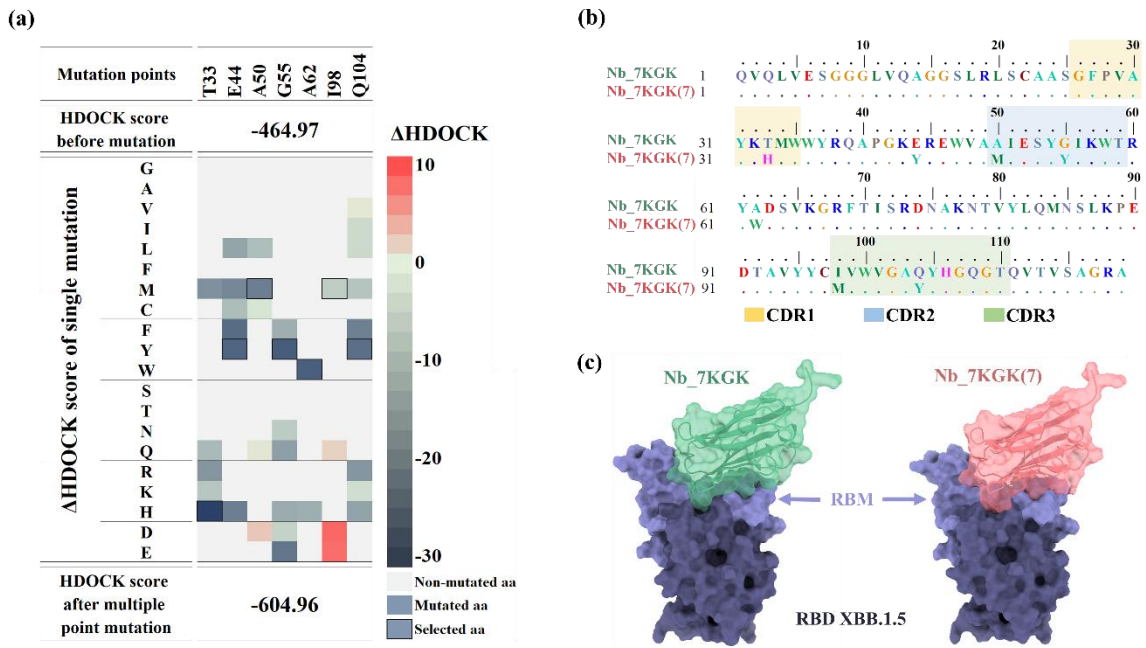 (a)
Mutation points
T33 E44 A50 G55 A62 I98 Q104
HDOCK score
before mutation
-464.97
ΔHDOCK score of single mutation
G
A
V
I
L
F
M
C
F
Y
W
S
T
N
Q
R
K
H
D
E
HDOCK score
after multiple
point mutation
-604.96
ΔHDOCK
10
0
-10
-20
-30
Non-mutated aa
Mutated aa
Selected aa
(b)
10 20 30
Nb_7KGK 1 QVQLVESGGGLVQAGGSLRLSCAASGFPVA
Nb_7KGK(7) 1 ..............................
40 50 60
Nb_7KGK 31 YKTMWWYRQAPGKEREWVAAIESYGIKWTR
Nb_7KGK(7) 31 ..H..........Y.....M....Y.....
70 80 90
Nb_7KGK 61 YADSVKGRFTISRDNAKNTVYLQMNSLKPE
Nb_7KGK(7) 61 .W............................
100 110
Nb_7KGK 91 DTAVYYCIVWVGAQYHGQGTQVTVSAGRA
Nb_7KGK(7) 91 .......M.....Y...............
CDR1 CDR2 CDR3
(c)
Nb_7KGK
Nb_7KGK(7)
RBM
RBD XBB.1.5